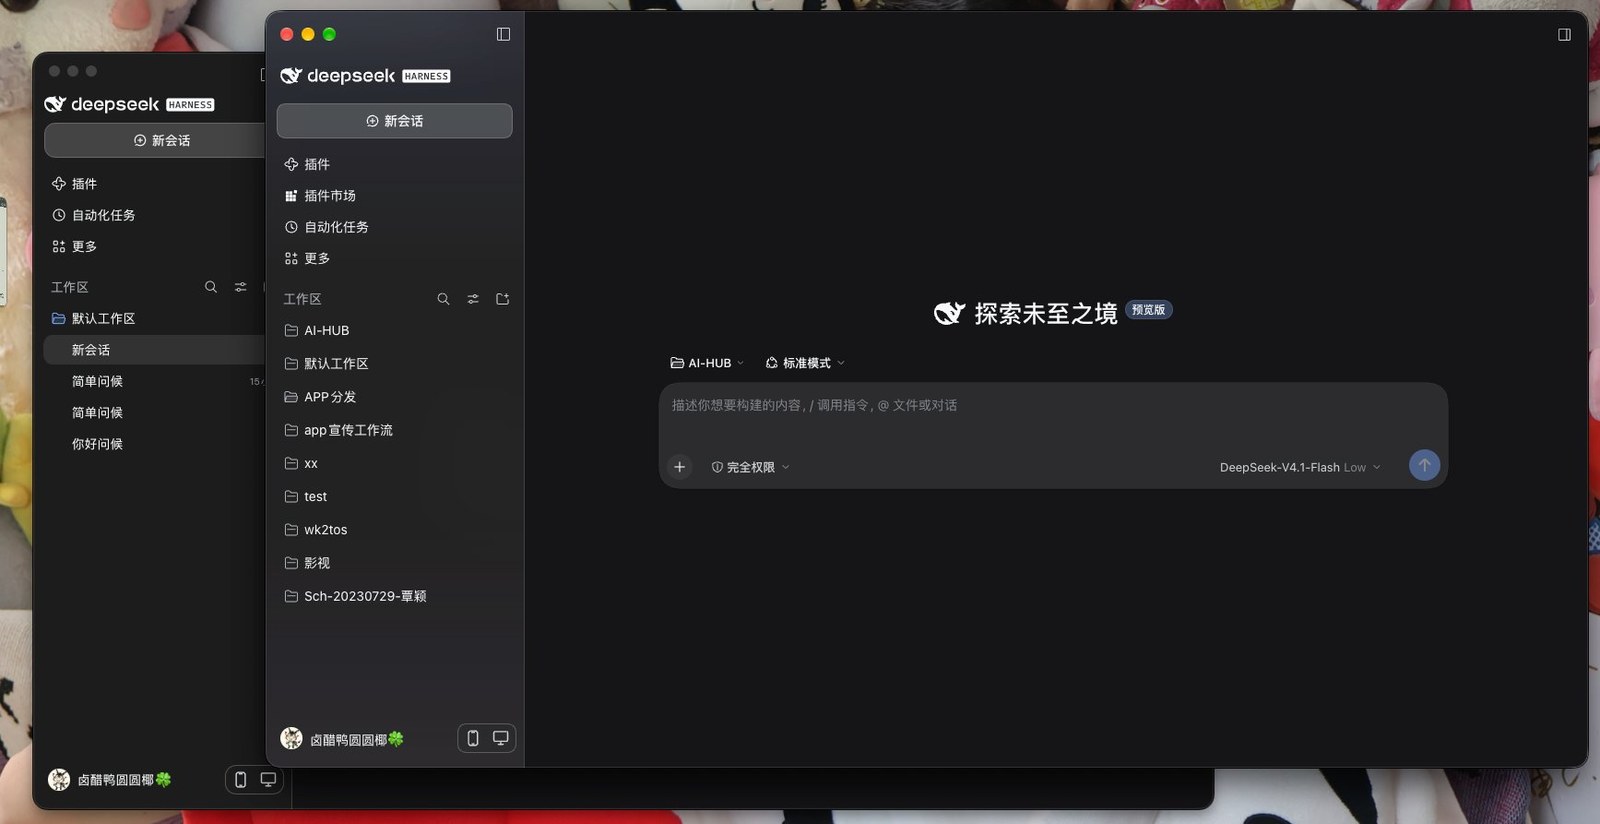 deepseek HARNESS
新会话
插件
自动化任务
更多
工作区
默认工作区
新会话
简单问候
15
简单问候
你好问候
卤醋鸭圆圆椰🍀
deepseek HARNESS
新会话
插件
插件市场
自动化任务
更多
工作区
AI-HUB
默认工作区
APP分发
app宣传工作流
xx
test
wk2tos
影视
Sch-20230729-覃颖
卤醋鸭圆圆椰🍀
探索未至之境 预览版
AI-HUB 标准模式
描述你想要构建的内容, / 调用指令, @ 文件或对话
完全权限 DeepSeek-V4.1-Flash Low